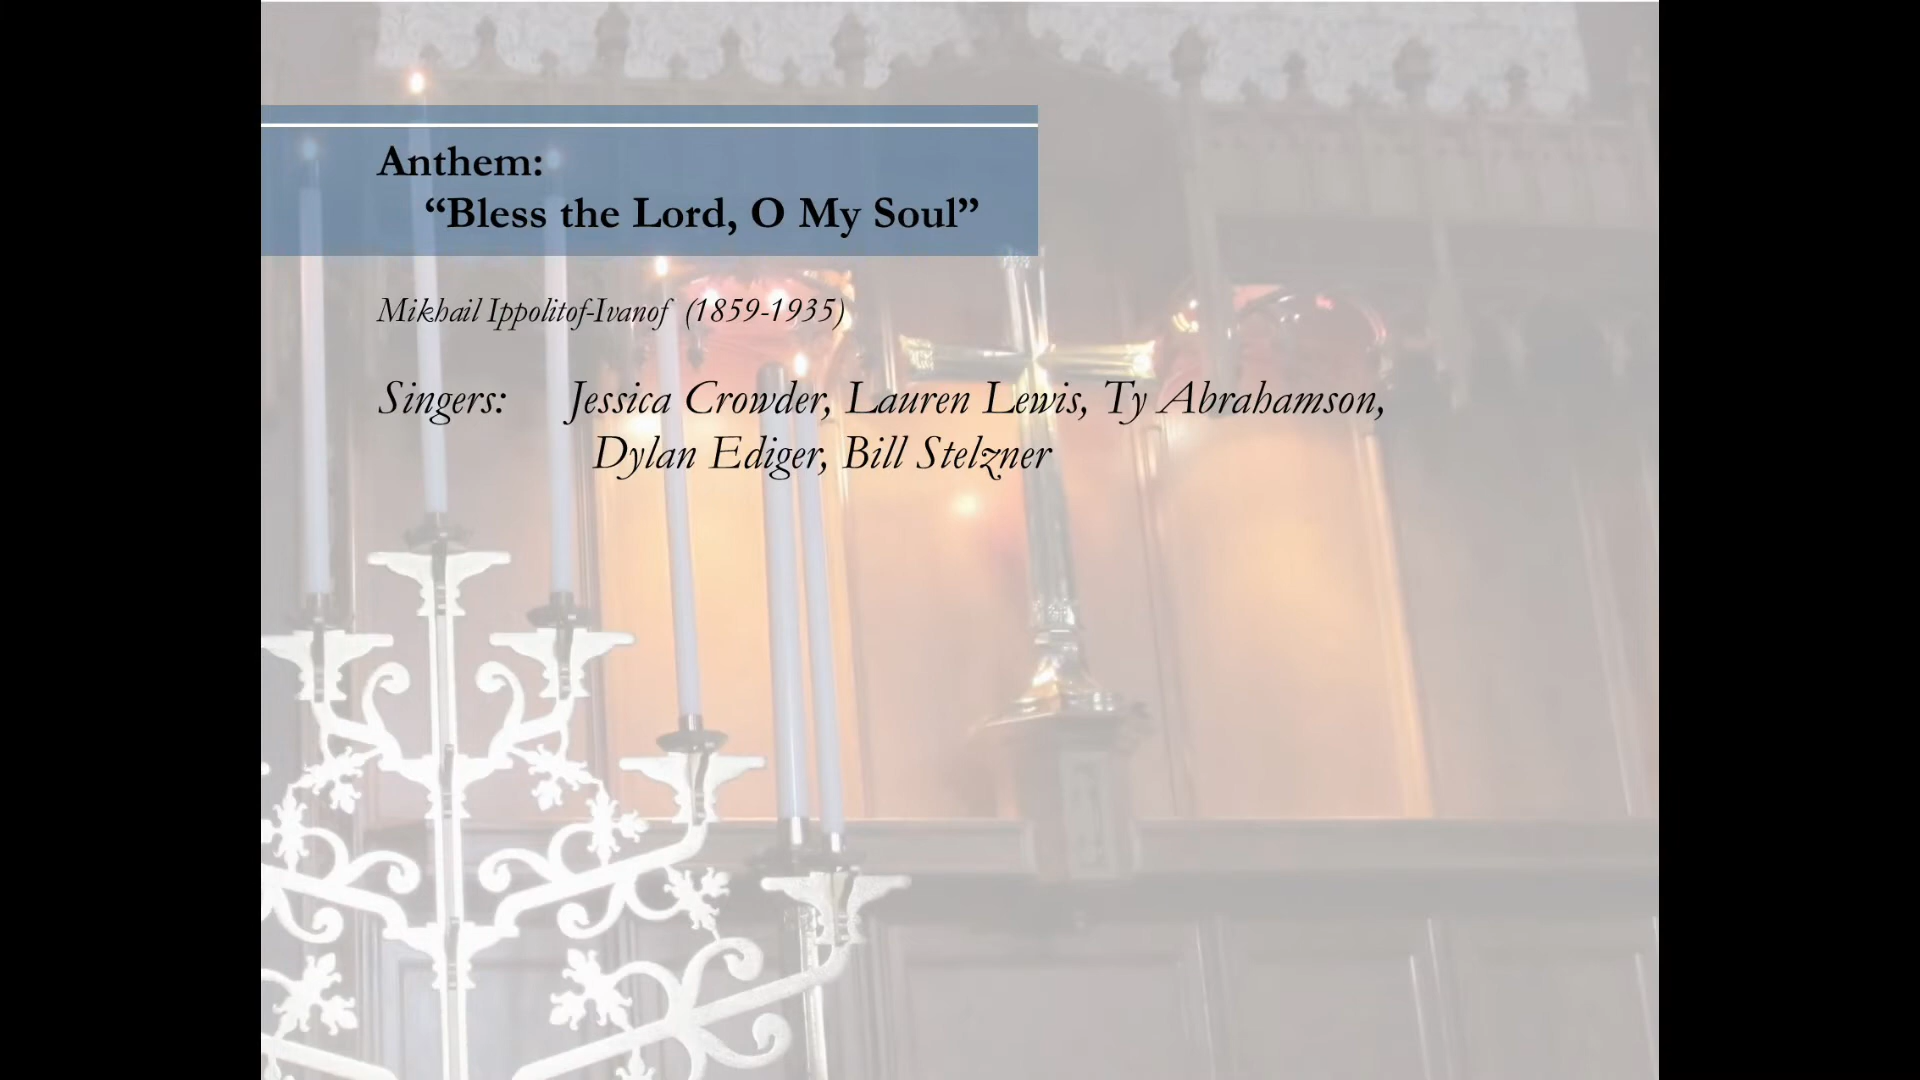 Anthem:
“Bless the Lord, O My Soul”
Mikhail Ippolitof-Ivanof (1859-1935)
Singers: Jessica Crowder, Lauren Lewis, Ty Abrahamson,
Dylan Ediger, Bill Stelzner